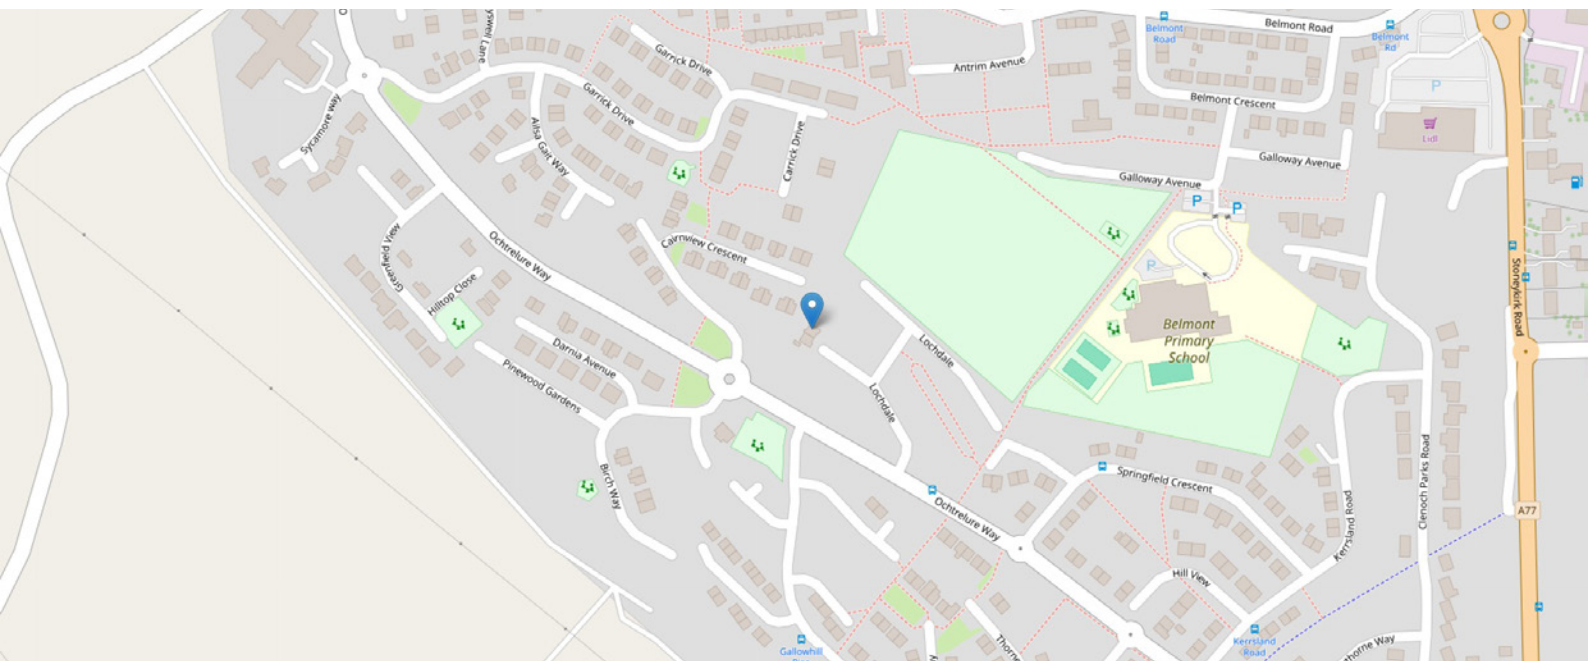 Belmont Road
Belmont
Road
Belmont
Rd
Garrick Drive
Antrim Avenue
P
Garrick Drive
Belmont Crescent
Sycamore way
Ailsa Gait Way
Carrick Drive
Lidl
Galloway Avenue
Galloway Avenue
P
P
Greenfield View
Ochtrelure Way
Cairnview Crescent
P
Stoneykirk Road
Hilltop Close
Belmont
Primary
School
Darnia Avenue
Lochdale
Pinewood Gardens
Lochdale
Birch Way
Springfield Crescent
Clenoch Parks Road
Ochtrelure Way
Kerrsland Road
A77
Hill View
Kerrsland
Road
Gallowhill